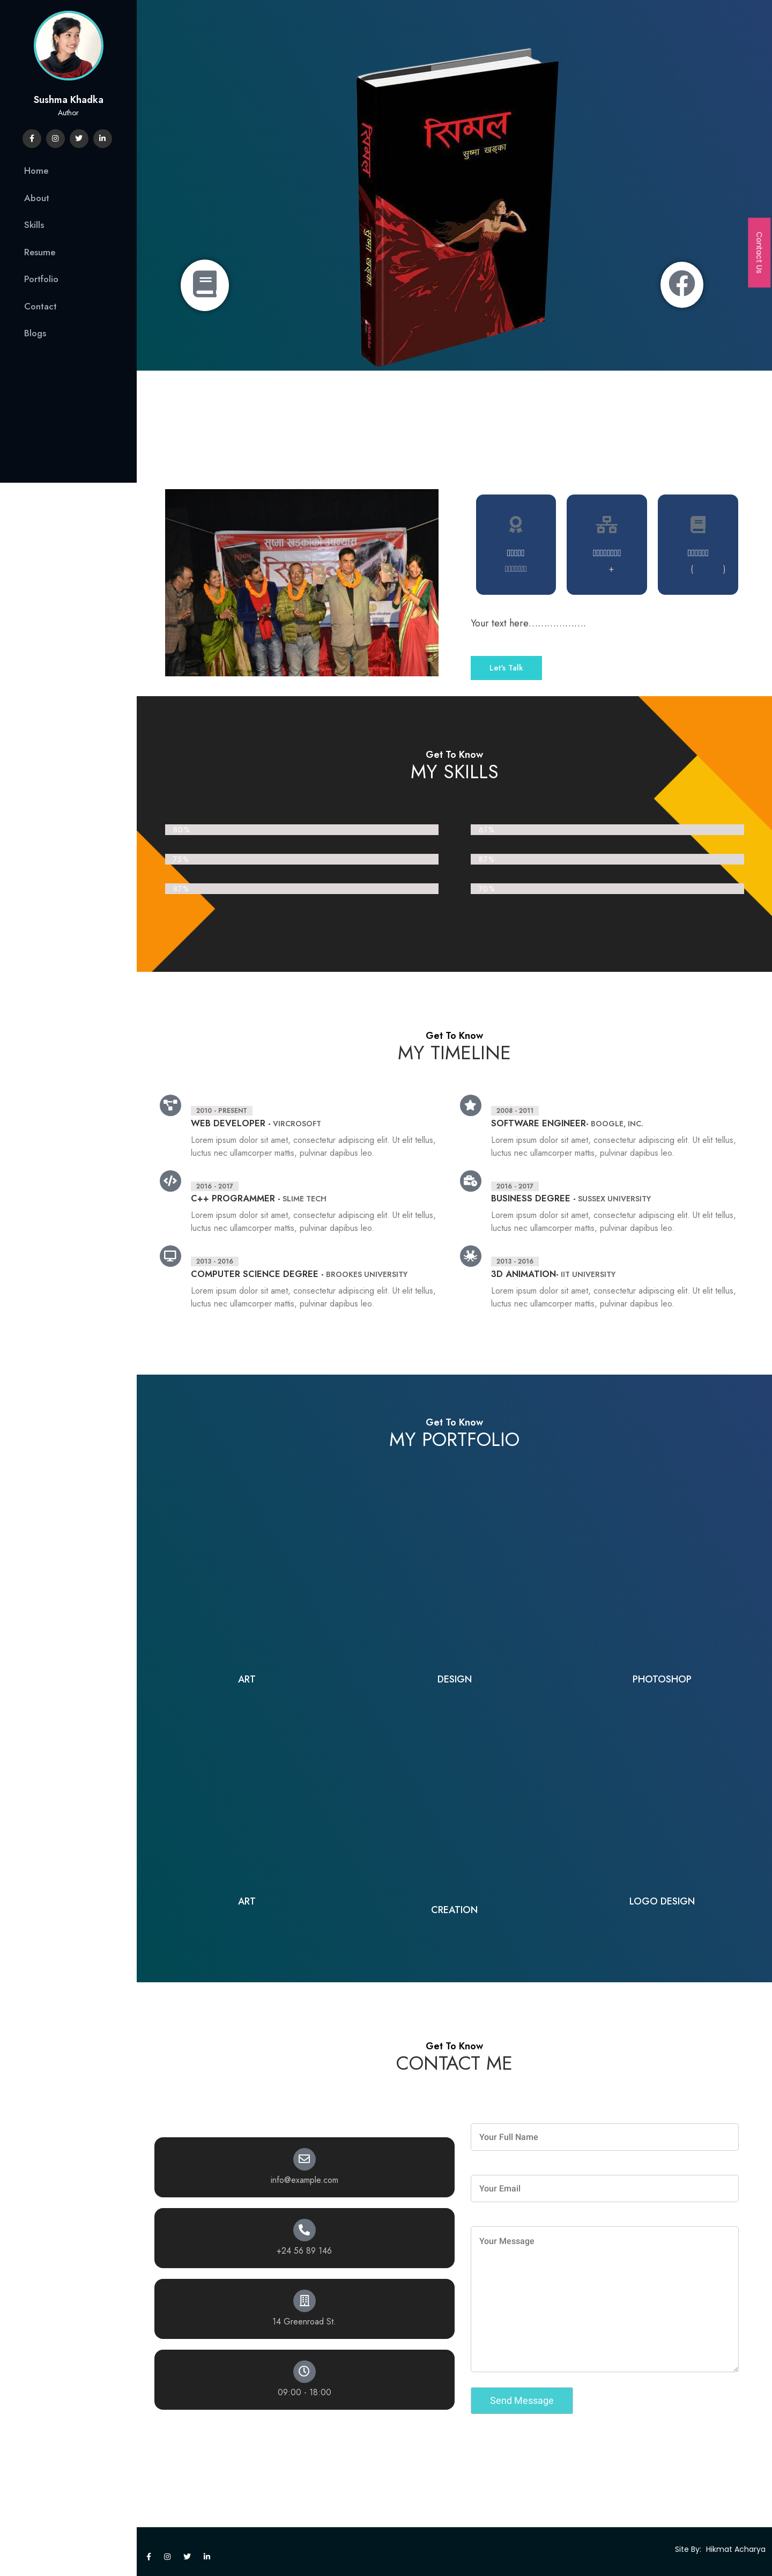 Sushma Khadka
Author
Home
About
Skills
Resume
Portfolio
Contact
Blogs
सिमल
सुष्मा खड्का
सिमल
सुष्मा खड्का
Contact Us
सुष्मा खड्काको उपन्यास
+
( )
Your text here...................
Let's Talk
Get To Know
MY SKILLS
80%
67%
75%
87%
87%
70%
Get To Know
MY TIMELINE
2010 - PRESENT
WEB DEVELOPER - VIRCROSOFT
Lorem ipsum dolor sit amet, consectetur adipiscing elit. Ut elit tellus,
luctus nec ullamcorper mattis, pulvinar dapibus leo.
2008 - 2011
SOFTWARE ENGINEER- BOOGLE, INC.
Lorem ipsum dolor sit amet, consectetur adipiscing elit. Ut elit tellus,
luctus nec ullamcorper mattis, pulvinar dapibus leo.
2016 - 2017
C++ PROGRAMMER - SLIME TECH
Lorem ipsum dolor sit amet, consectetur adipiscing elit. Ut elit tellus,
luctus nec ullamcorper mattis, pulvinar dapibus leo.
2016 - 2017
BUSINESS DEGREE - SUSSEX UNIVERSITY
Lorem ipsum dolor sit amet, consectetur adipiscing elit. Ut elit tellus,
luctus nec ullamcorper mattis, pulvinar dapibus leo.
2013 - 2016
COMPUTER SCIENCE DEGREE - BROOKES UNIVERSITY
Lorem ipsum dolor sit amet, consectetur adipiscing elit. Ut elit tellus,
luctus nec ullamcorper mattis, pulvinar dapibus leo.
2013 - 2016
3D ANIMATION- IIT UNIVERSITY
Lorem ipsum dolor sit amet, consectetur adipiscing elit. Ut elit tellus,
luctus nec ullamcorper mattis, pulvinar dapibus leo.
Get To Know
MY PORTFOLIO
ART
DESIGN
PHOTOSHOP
ART
CREATION
LOGO DESIGN
Get To Know
CONTACT ME
info@example.com
+24 56 89 146
14 Greenroad St.
09:00 - 18:00
Your Full Name
Your Email
Your Message
Send Message
Site By: Hikmat Acharya